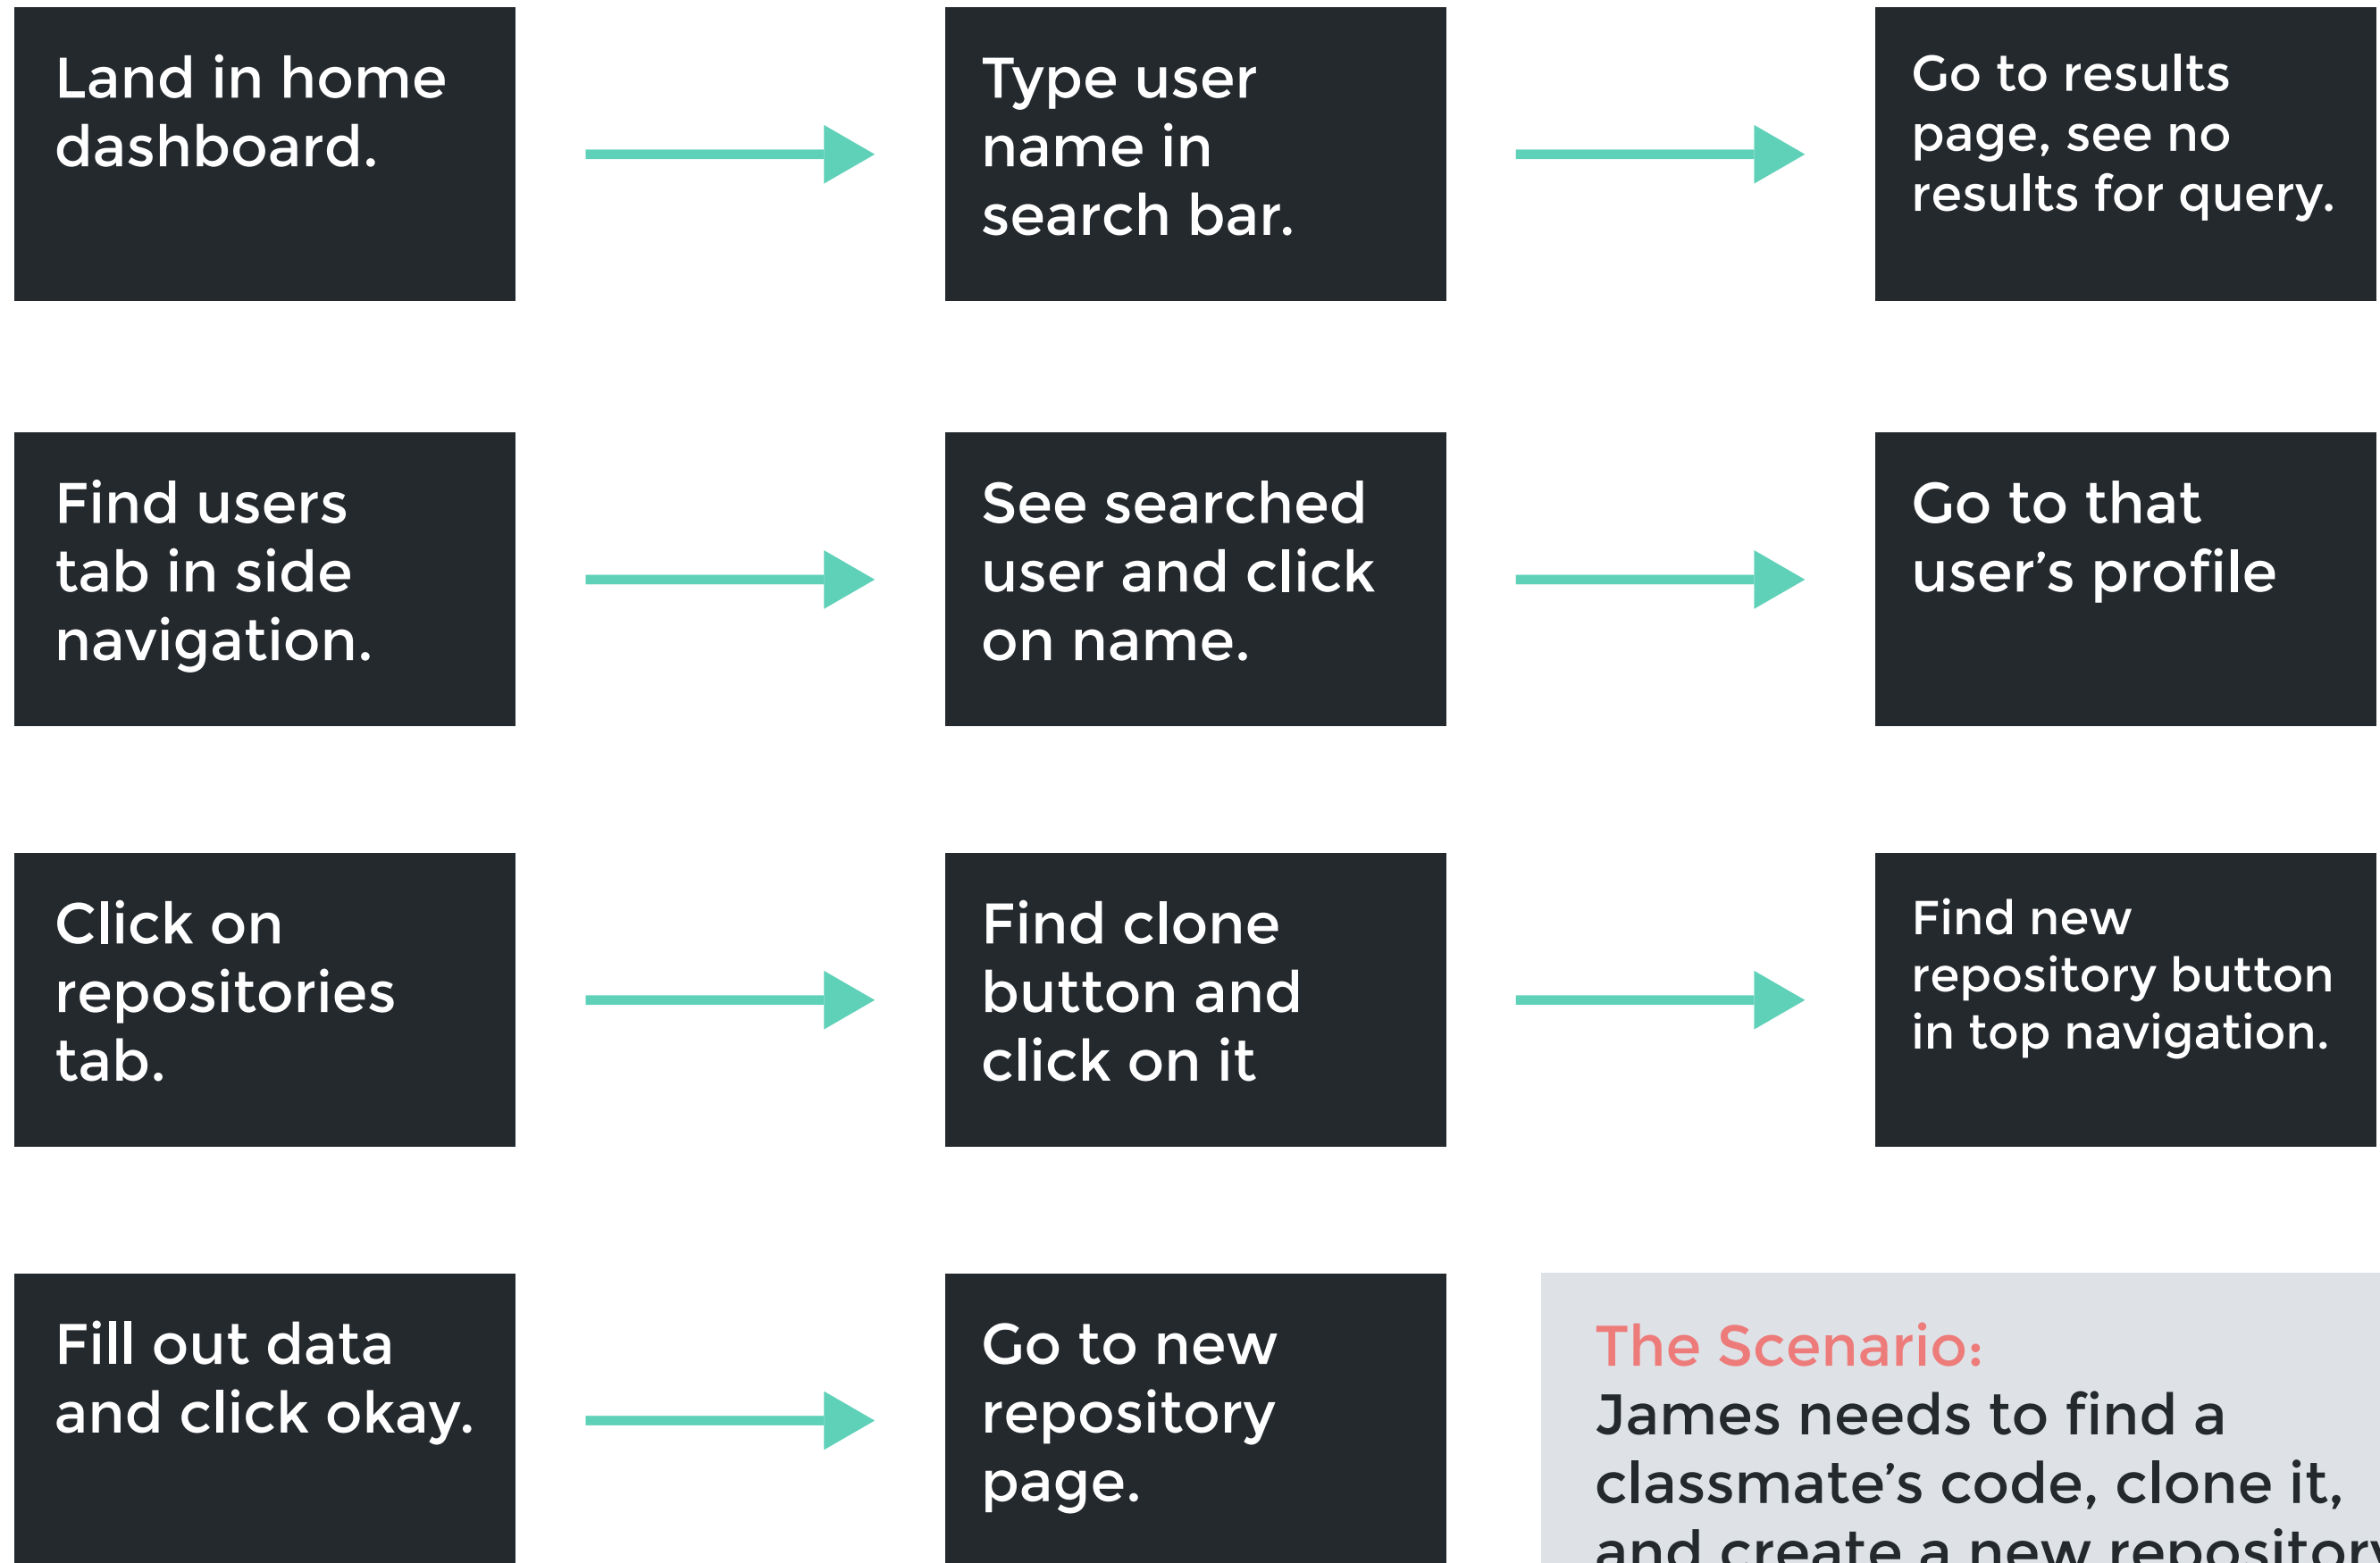 Land in home
dashboard.
Type user
name in
search bar.
Go to results
page, see no
results for query.
Find users
tab in side
navigation.
See searched
user and click
on name.
Go to that
user's profile
Click on
repositories
tab.
Find clone
button and
click on it
Find new
repository button
in top navigation.
Fill out data
and click okay.
Go to new
repository
page.
The Scenario:
James needs to find a
classmate's code, clone it,
and create a new repository